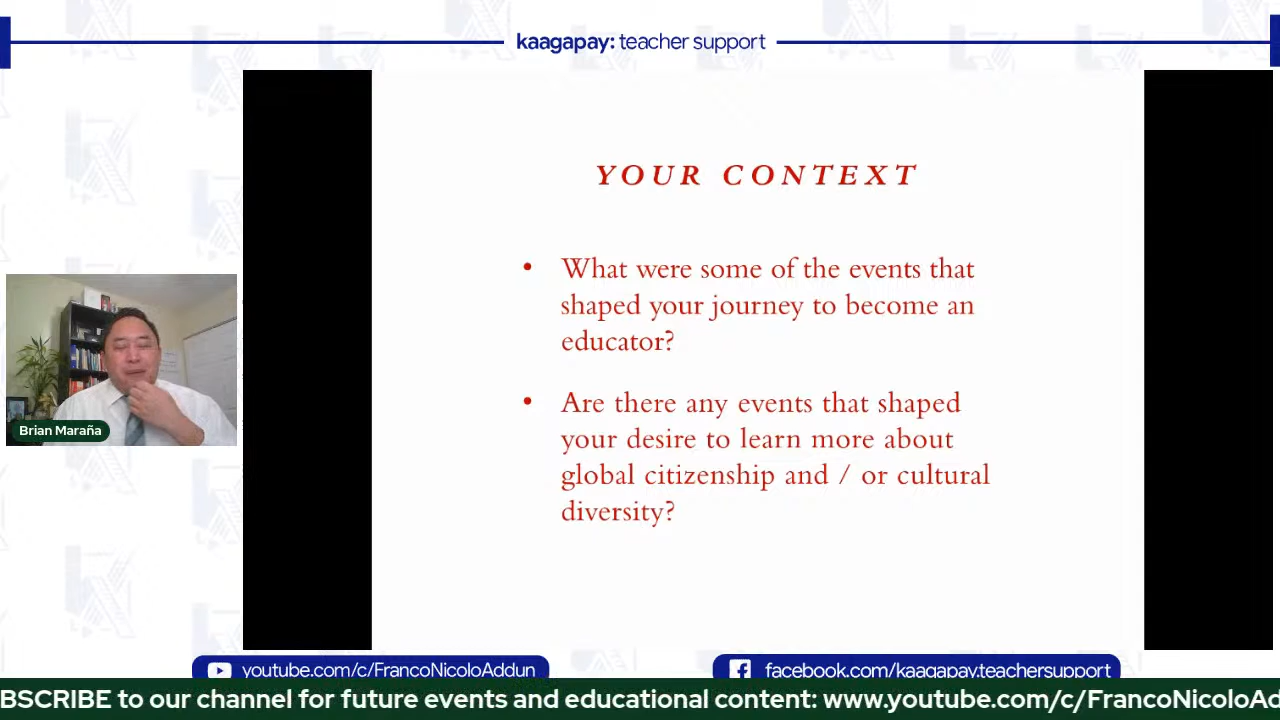 kaagapay: teacher support
YOUR CONTEXT
• What were some of the events that
shaped your journey to become an
educator?
• Are there any events that shaped
your desire to learn more about
global citizenship and / or cultural
diversity?
Brian Maraña
youtube.com/c/FrancoNicoloAddun
facebook.com/kaagapay.teachersupport
BSCRIBE to our channel for future events and educational content: www.youtube.com/c/FrancoNicoloAd